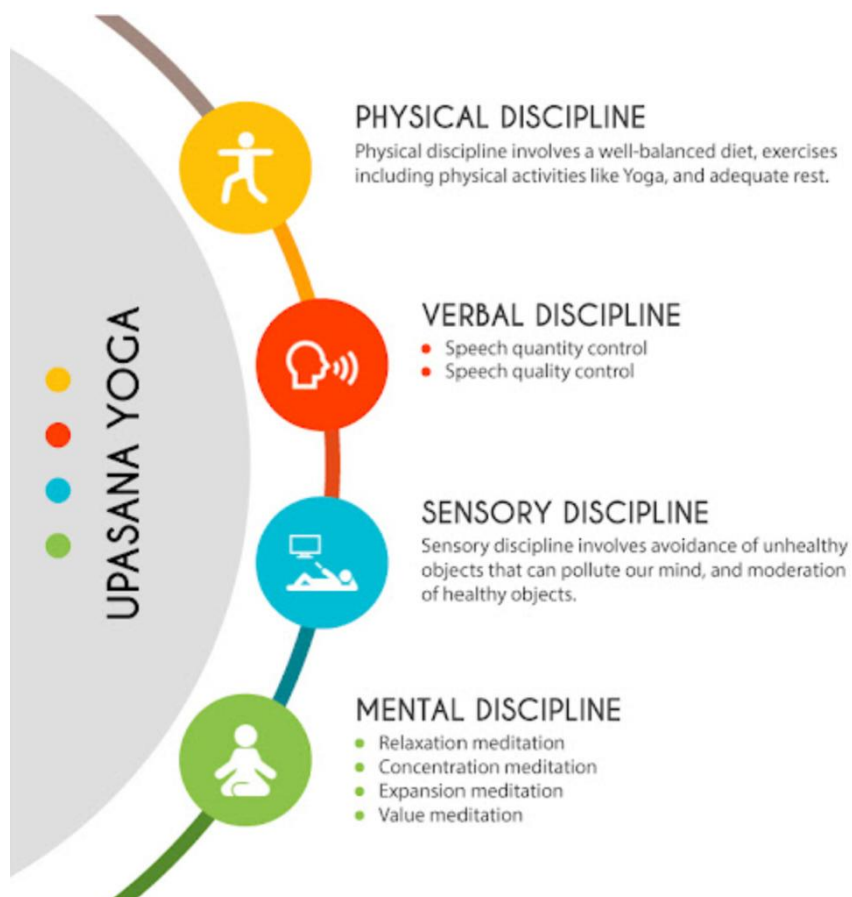 UPASANA YOGA
PHYSICAL DISCIPLINE
Physical discipline involves a well-balanced diet, exercises
including physical activities like Yoga, and adequate rest.
VERBAL DISCIPLINE
• Speech quantity control
• Speech quality control
SENSORY DISCIPLINE
Sensory discipline involves avoidance of unhealthy
objects that can pollute our mind, and moderation
of healthy objects.
MENTAL DISCIPLINE
• Relaxation meditation
• Concentration meditation
• Expansion meditation
• Value meditation